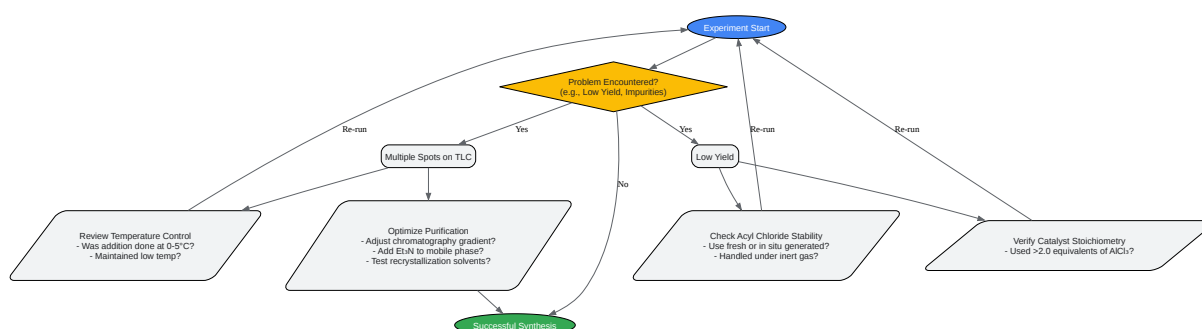 Experiment Start
Problem Encountered?
(e.g., Low Yield, Impurities)
Yes
Yes
Re-run
Re-run
Re-run
Multiple Spots on TLC
Low Yield
No
Review Temperature Control
- Was addition done at 0-5°C?
- Maintained low temp?
Optimize Purification
- Adjust chromatography gradient?
- Add Et₃N to mobile phase?
- Test recrystallization solvents?
Check Acyl Chloride Stability
- Use fresh or in situ generated?
- Handled under inert gas?
Verify Catalyst Stoichiometry
- Used >2.0 equivalents of AlCl₃?
Successful Synthesis